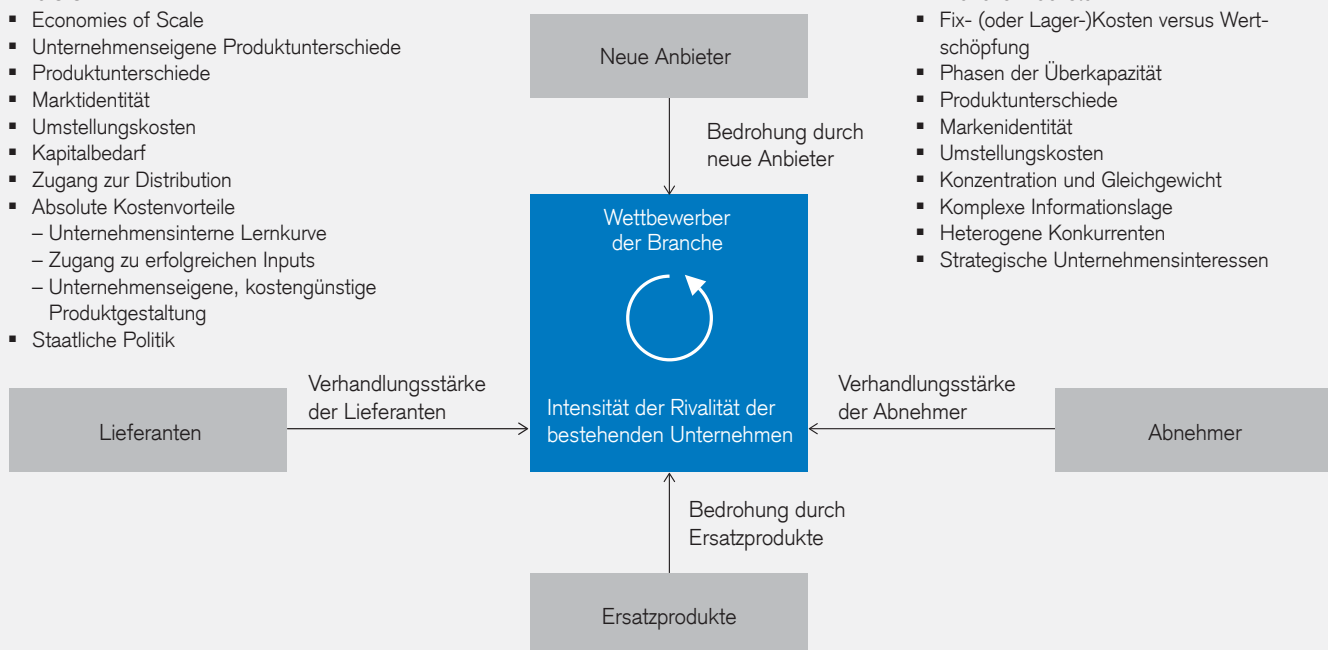 ▪ Economies of Scale
▪ Unternehmenseigene Produktunterschiede
▪ Produktunterschiede
▪ Marktidentität
▪ Umstellungskosten
▪ Kapitalbedarf
▪ Zugang zur Distribution
▪ Absolute Kostenvorteile
– Unternehmensinterne Lernkurve
– Zugang zu erfolgreichen Inputs
– Unternehmenseigene, kostengünstige
Produktgestaltung
▪ Staatliche Politik
Neue Anbieter
Bedrohung durch
neue Anbieter
▪ Fix- (oder Lager-)Kosten versus Wert-
schöpfung
▪ Phasen der Überkapazität
▪ Produktunterschiede
▪ Markenidentität
▪ Umstellungskosten
▪ Konzentration und Gleichgewicht
▪ Komplexe Informationslage
▪ Heterogene Konkurrenten
▪ Strategische Unternehmensinteressen
Wettbewerber
der Branche
Intensität der Rivalität der
bestehenden Unternehmen
Lieferanten
Verhandlungsstärke
der Lieferanten
Verhandlungsstärke
der Abnehmer
Abnehmer
Bedrohung durch
Ersatzprodukte
Ersatzprodukte